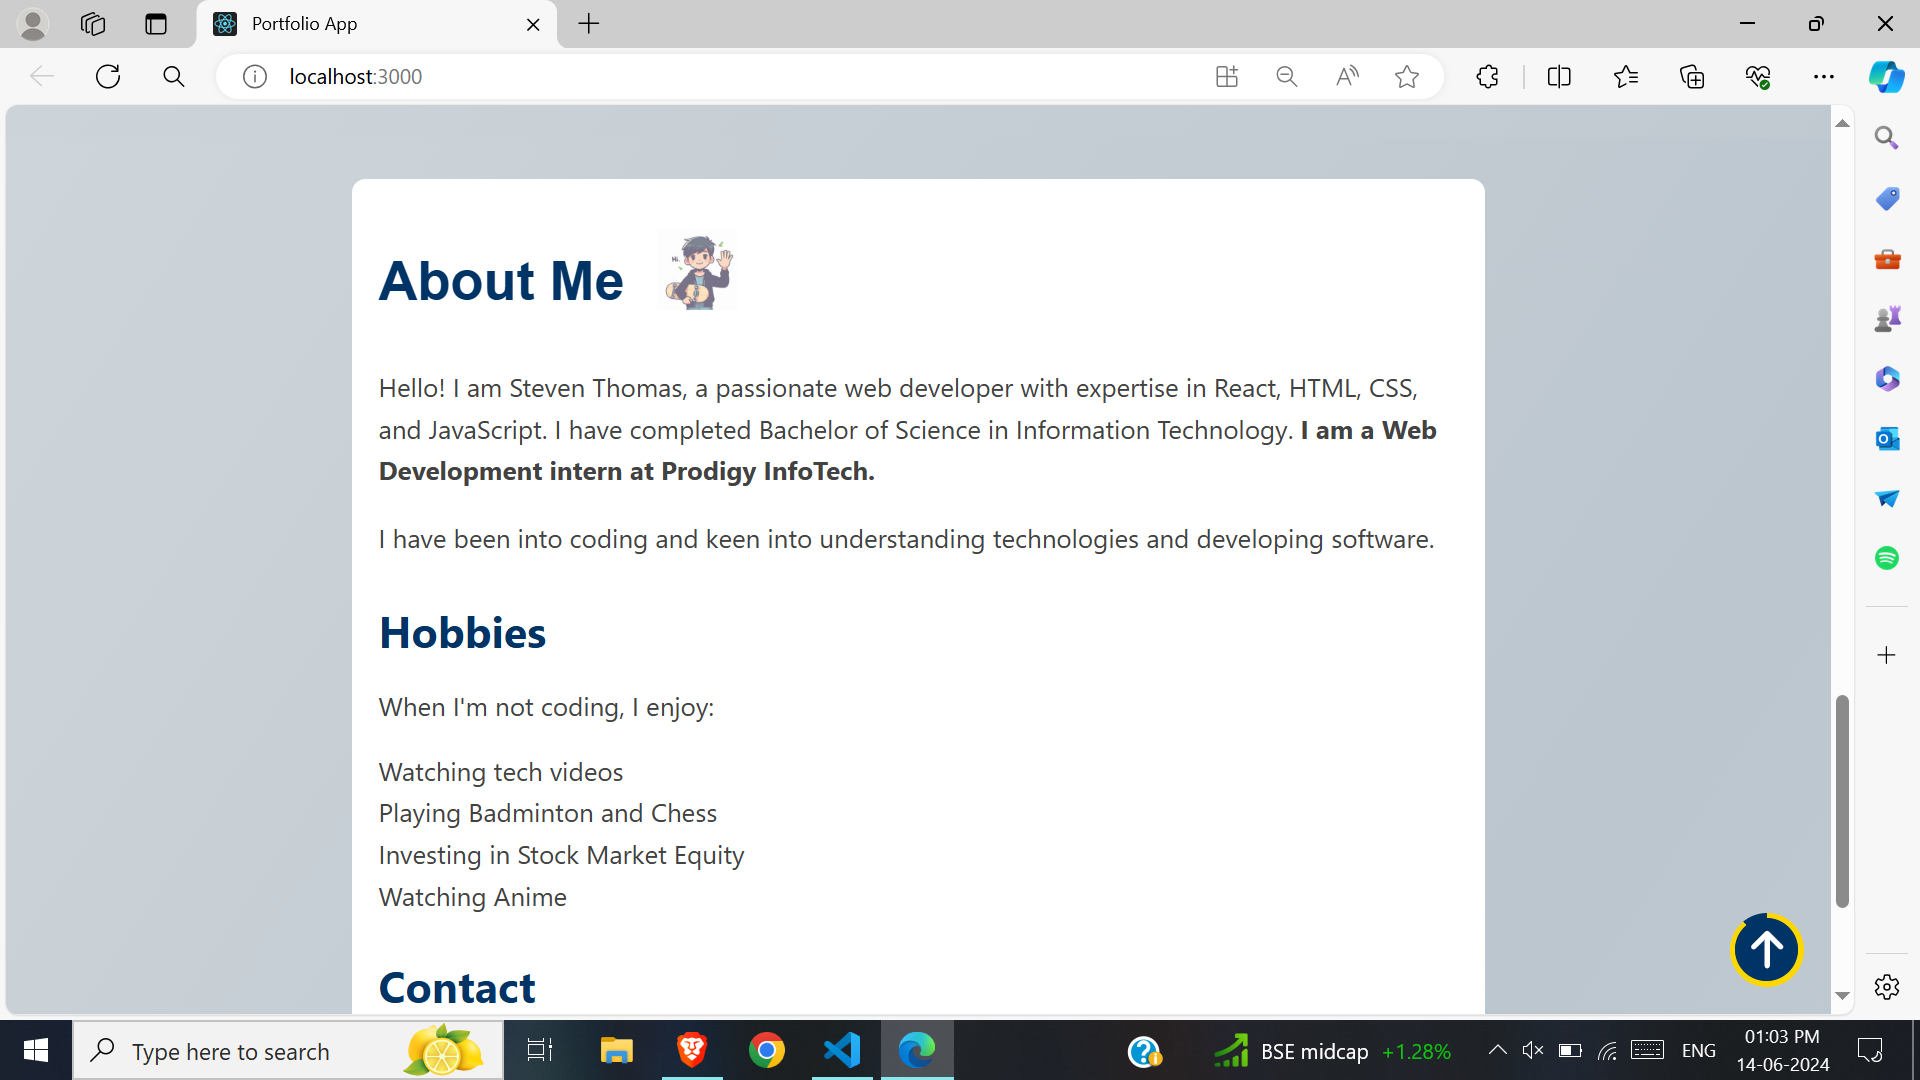 Portfolio App
localhost:3000
About Me
Hi.
Hello! I am Steven Thomas, a passionate web developer with expertise in React, HTML, CSS,
and JavaScript. I have completed Bachelor of Science in Information Technology. I am a Web
Development intern at Prodigy InfoTech.
I have been into coding and keen into understanding technologies and developing software.
Hobbies
When I'm not coding, I enjoy:
Watching tech videos
Playing Badminton and Chess
Investing in Stock Market Equity
Watching Anime
Contact
Type here to search
BSE midcap +1.28%
ENG
01:03 PM
14-06-2024